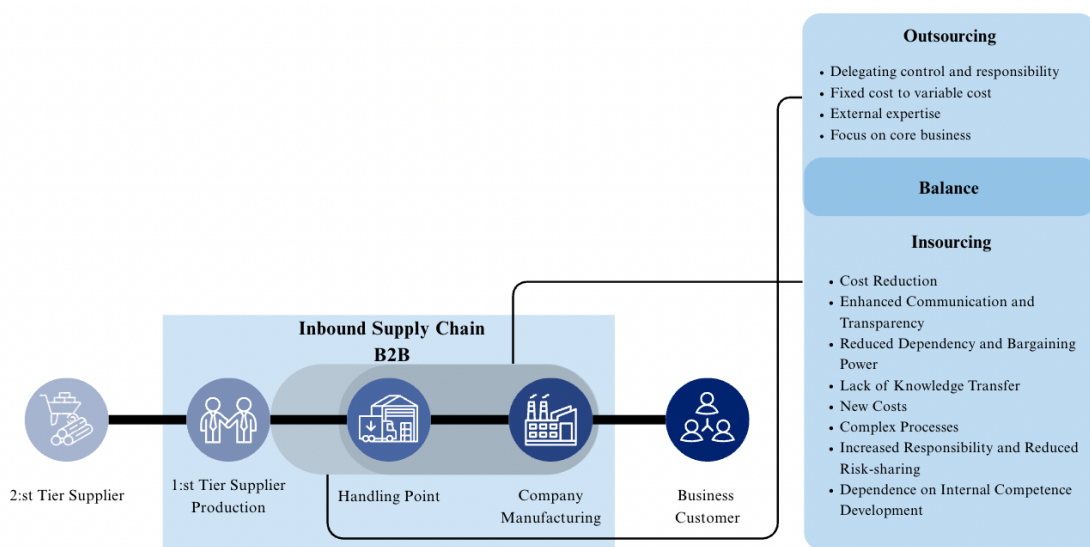 Outsourcing
• Delegating control and responsibility
• Fixed cost to variable cost
• External expertise
• Focus on core business
Balance
Insourcing
• Cost Reduction
• Enhanced Communication and
Transparency
• Reduced Dependency and Bargaining
Power
• Lack of Knowledge Transfer
• New Costs
• Complex Processes
• Increased Responsibility and Reduced
Risk-sharing
• Dependence on Internal Competence
Development
Inbound Supply Chain
B2B
2:st Tier Supplier
1:st Tier Supplier
Production
Handling Point
Company
Manufacturing
Business
Customer